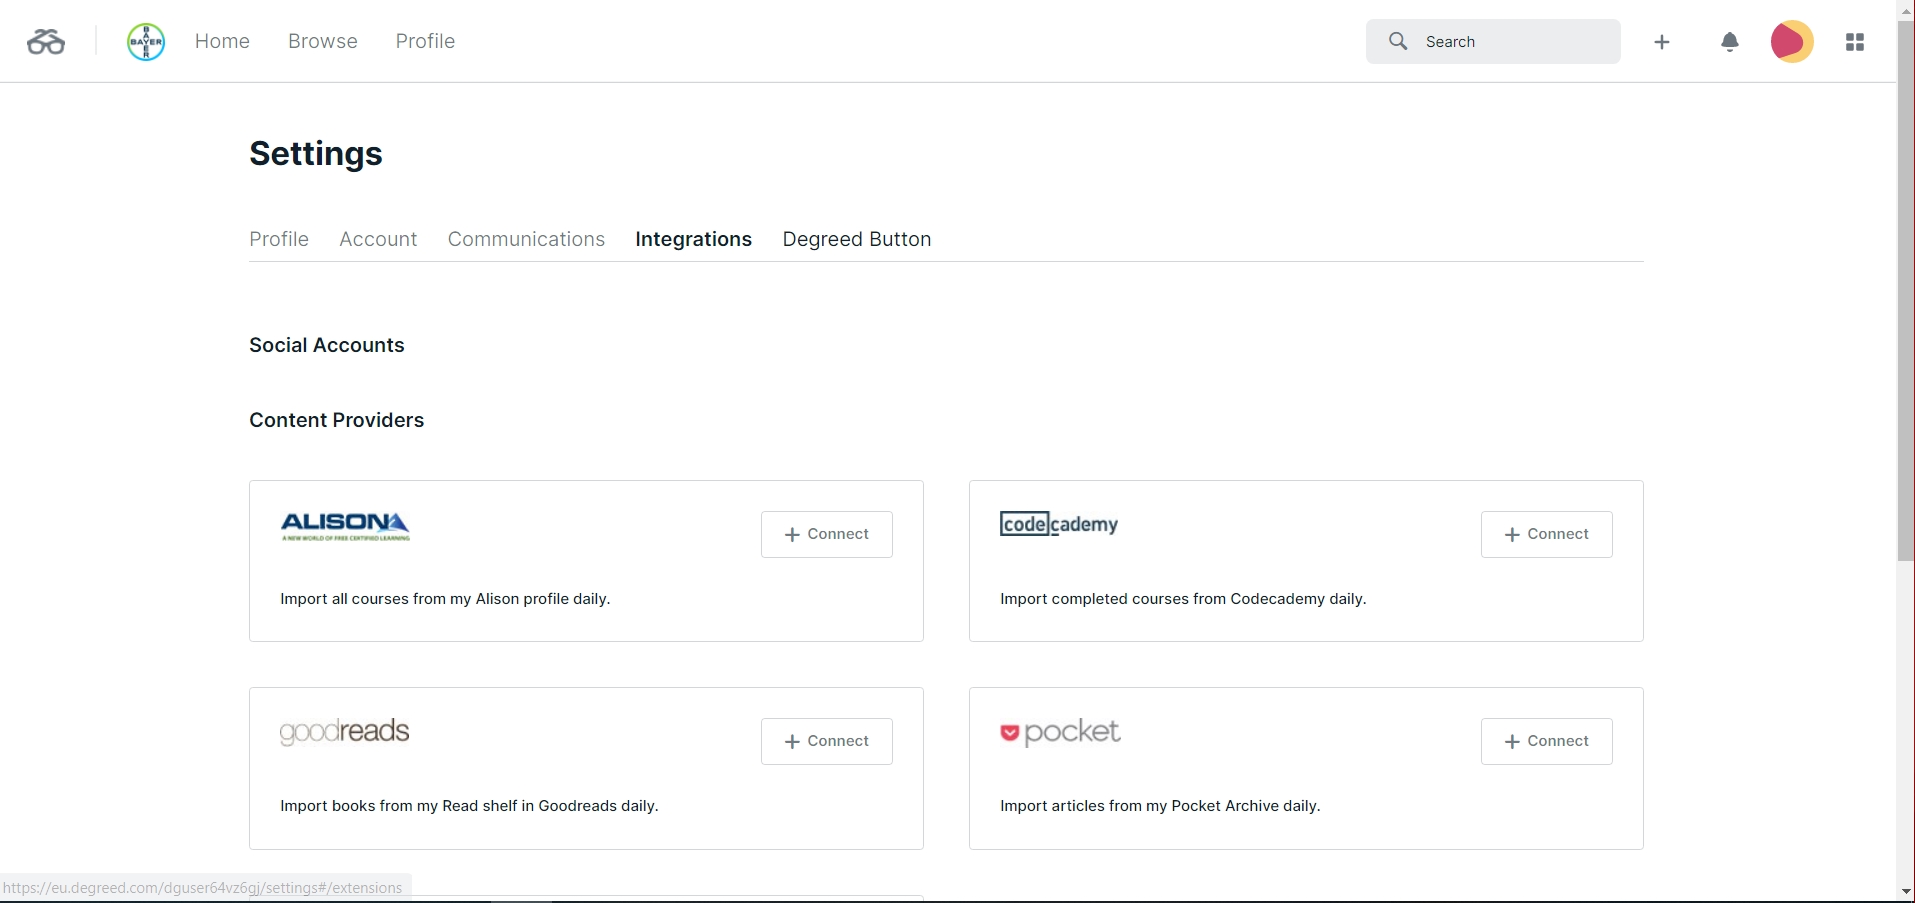 BAYER
BAYER
Home
Browse
Profile
Search
Settings
Profile
Account
Communications
Integrations
Degreed Button
Social Accounts
Content Providers
ALISON
A NEW WORLD OF FREE CERTIFIED LEARNING
Connect
Import all courses from my Alison profile daily.
codecademy
Connect
Import completed courses from Codecademy daily.
goodreads
Connect
Import books from my Read shelf in Goodreads daily.
pocket
Connect
Import articles from my Pocket Archive daily.
https://eu.degreed.com/dguser64vz6gj/settings#/extensions